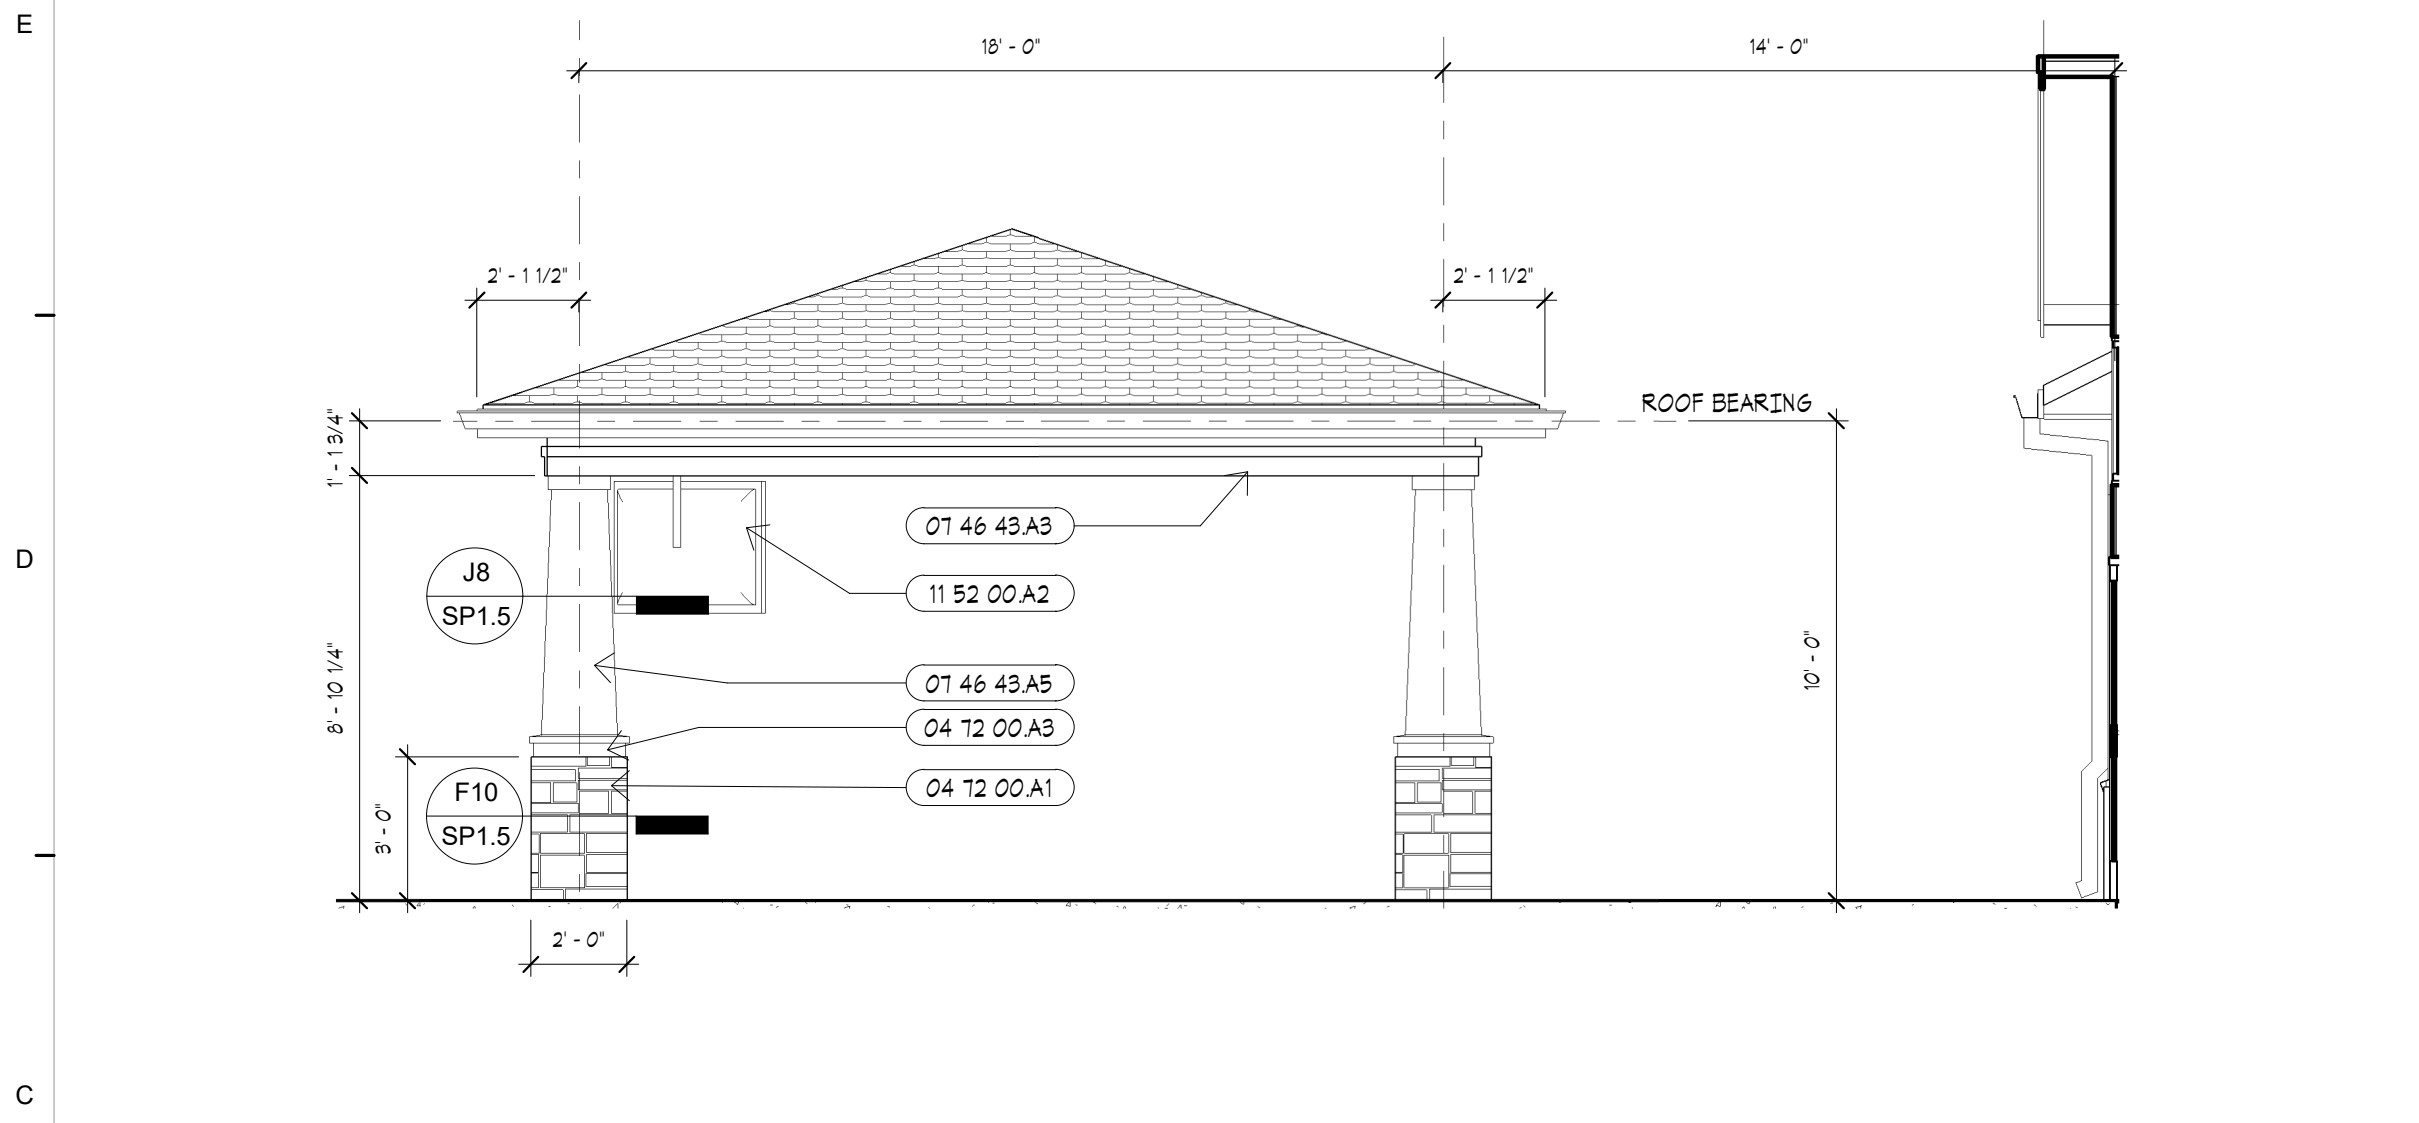 E
18' - 0"
14' - 0"
2' - 1 1/2"
2' - 1 1/2"
1' - 1 3/4"
ROOF BEARING
07 46 43.A3
D
J8
SP1.5
11 52 00.A2
8' - 10 1/4"
10' - 0"
07 46 43.A5
04 72 00.A3
F10
SP1.5
04 72 00.A1
3' - 0"
2' - 0"
C